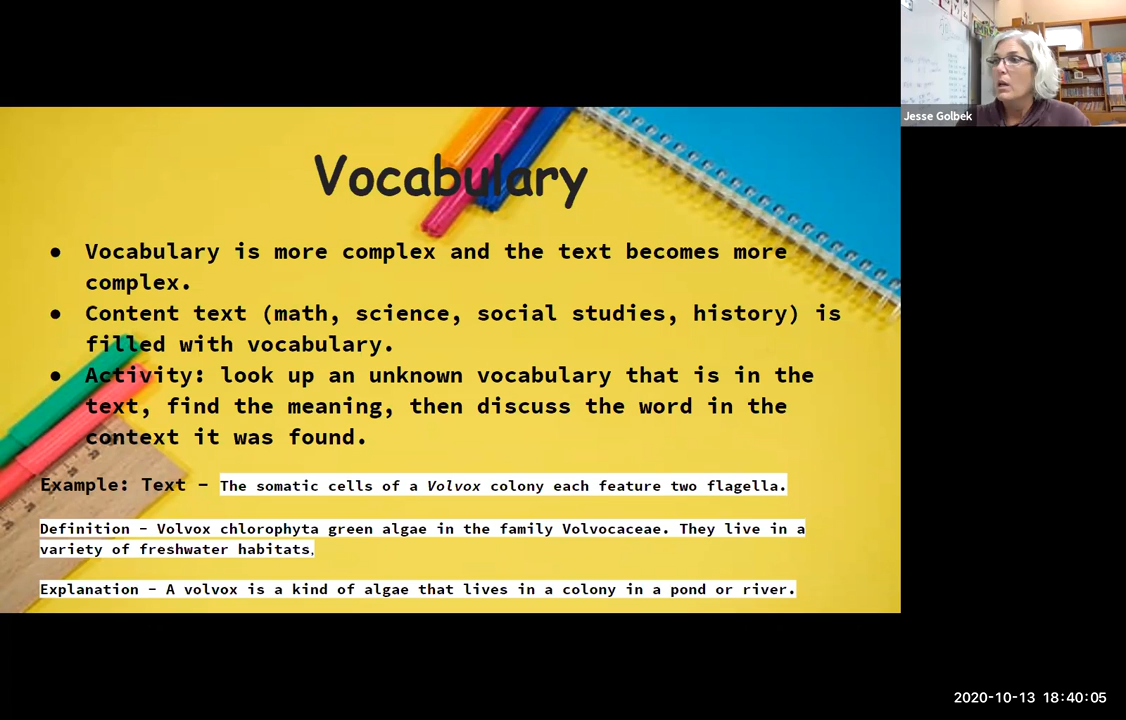 Jesse Golbek
Vocabulary
● Vocabulary is more complex and the text becomes more
complex.
● Content text (math, science, social studies, history) is
filled with vocabulary.
● Activity: look up an unknown vocabulary that is in the
text, find the meaning, then discuss the word in the
context it was found.
Example: Text - The somatic cells of a Volvox colony each feature two flagella.
Definition - Volvox chlorophyta green algae in the family Volvocaceae. They live in a
variety of freshwater habitats,
Explanation - A volvox is a kind of algae that lives in a colony in a pond or river.
2020-10-13 18:40:05